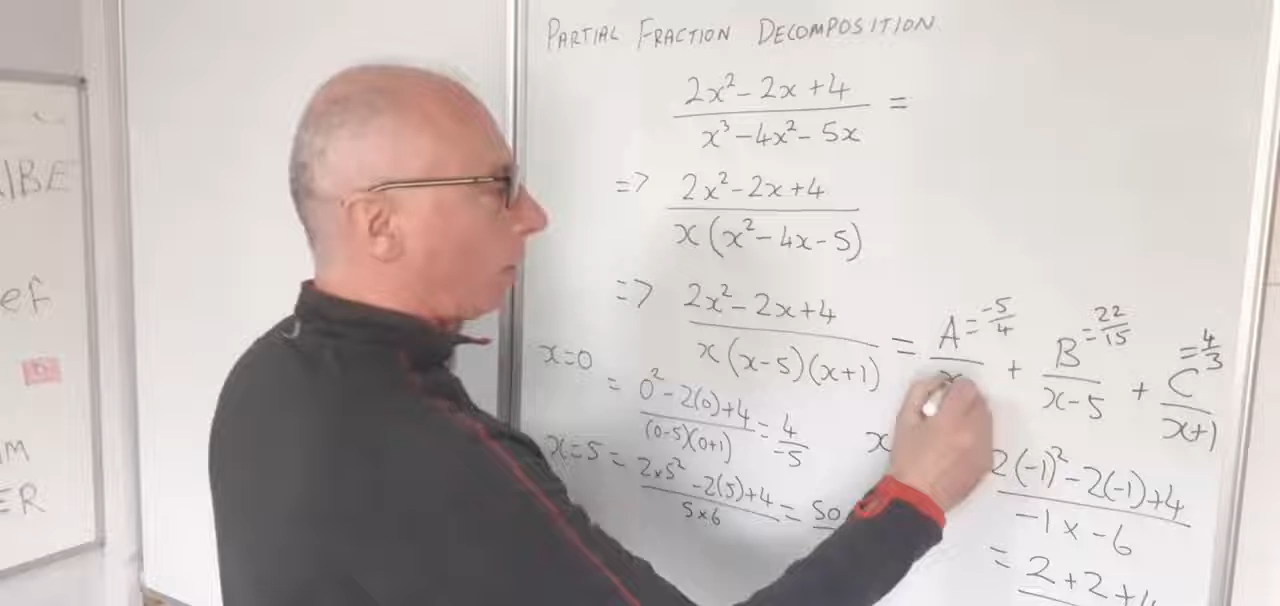 PARTIAL FRACTION DECOMPOSITION
2x² - 2x + 4 =
x³ - 4x² - 5x
=> 2x² - 2x + 4
x(x² - 4x - 5)
=> 2x² - 2x + 4
x(x-5)(x+1)
= A = -5/4 + B = 22/15 + C = 4/3
x x-5 x+1
x=0 = 0² - 2(0) + 4 = 4
(0-5)(0+1) -5
x=5 = 2×5² - 2(5) + 4 = 50
5×6
x
2(-1)² - 2(-1) + 4
-1 × -6
= 2+2+4
ef
ER